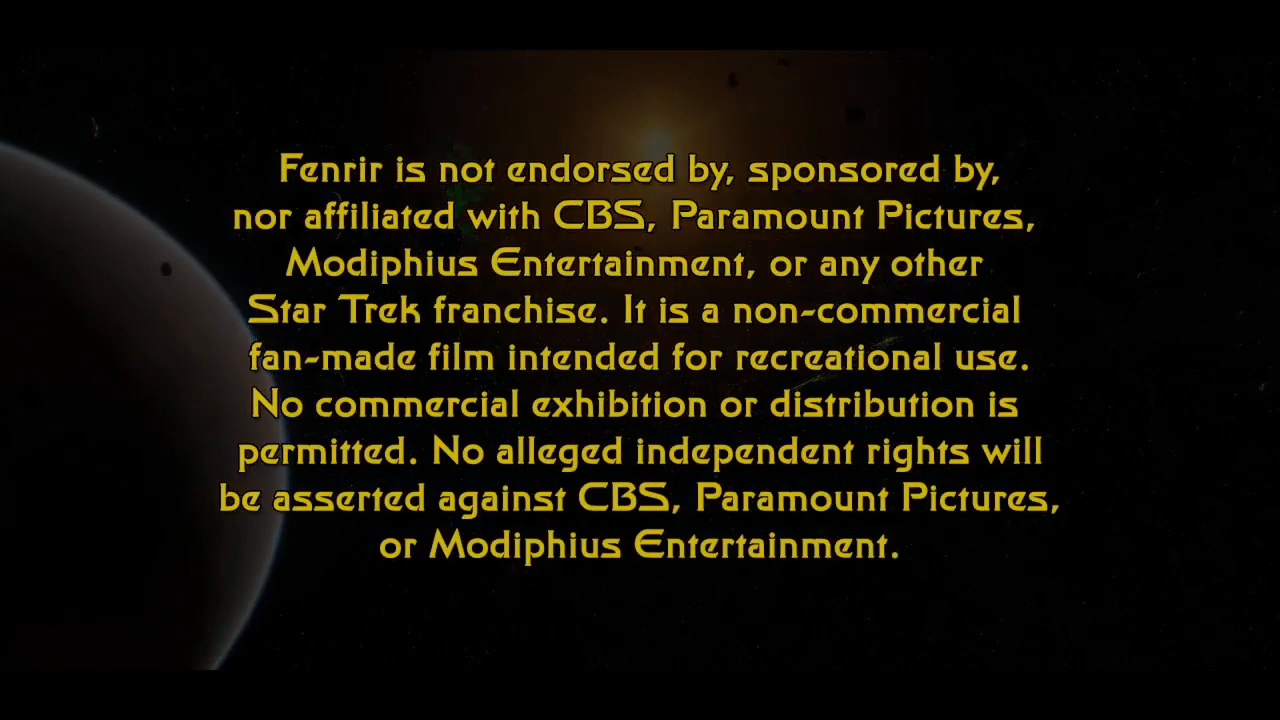 Fenrir is not endorsed by, sponsored by,
nor affiliated with CBS, Paramount Pictures,
Modiphius Entertainment, or any other
Star Trek franchise. It is a non-commercial
fan-made film intended for recreational use.
No commercial exhibition or distribution is
permitted. No alleged independent rights will
be asserted against CBS, Paramount Pictures,
or Modiphius Entertainment.